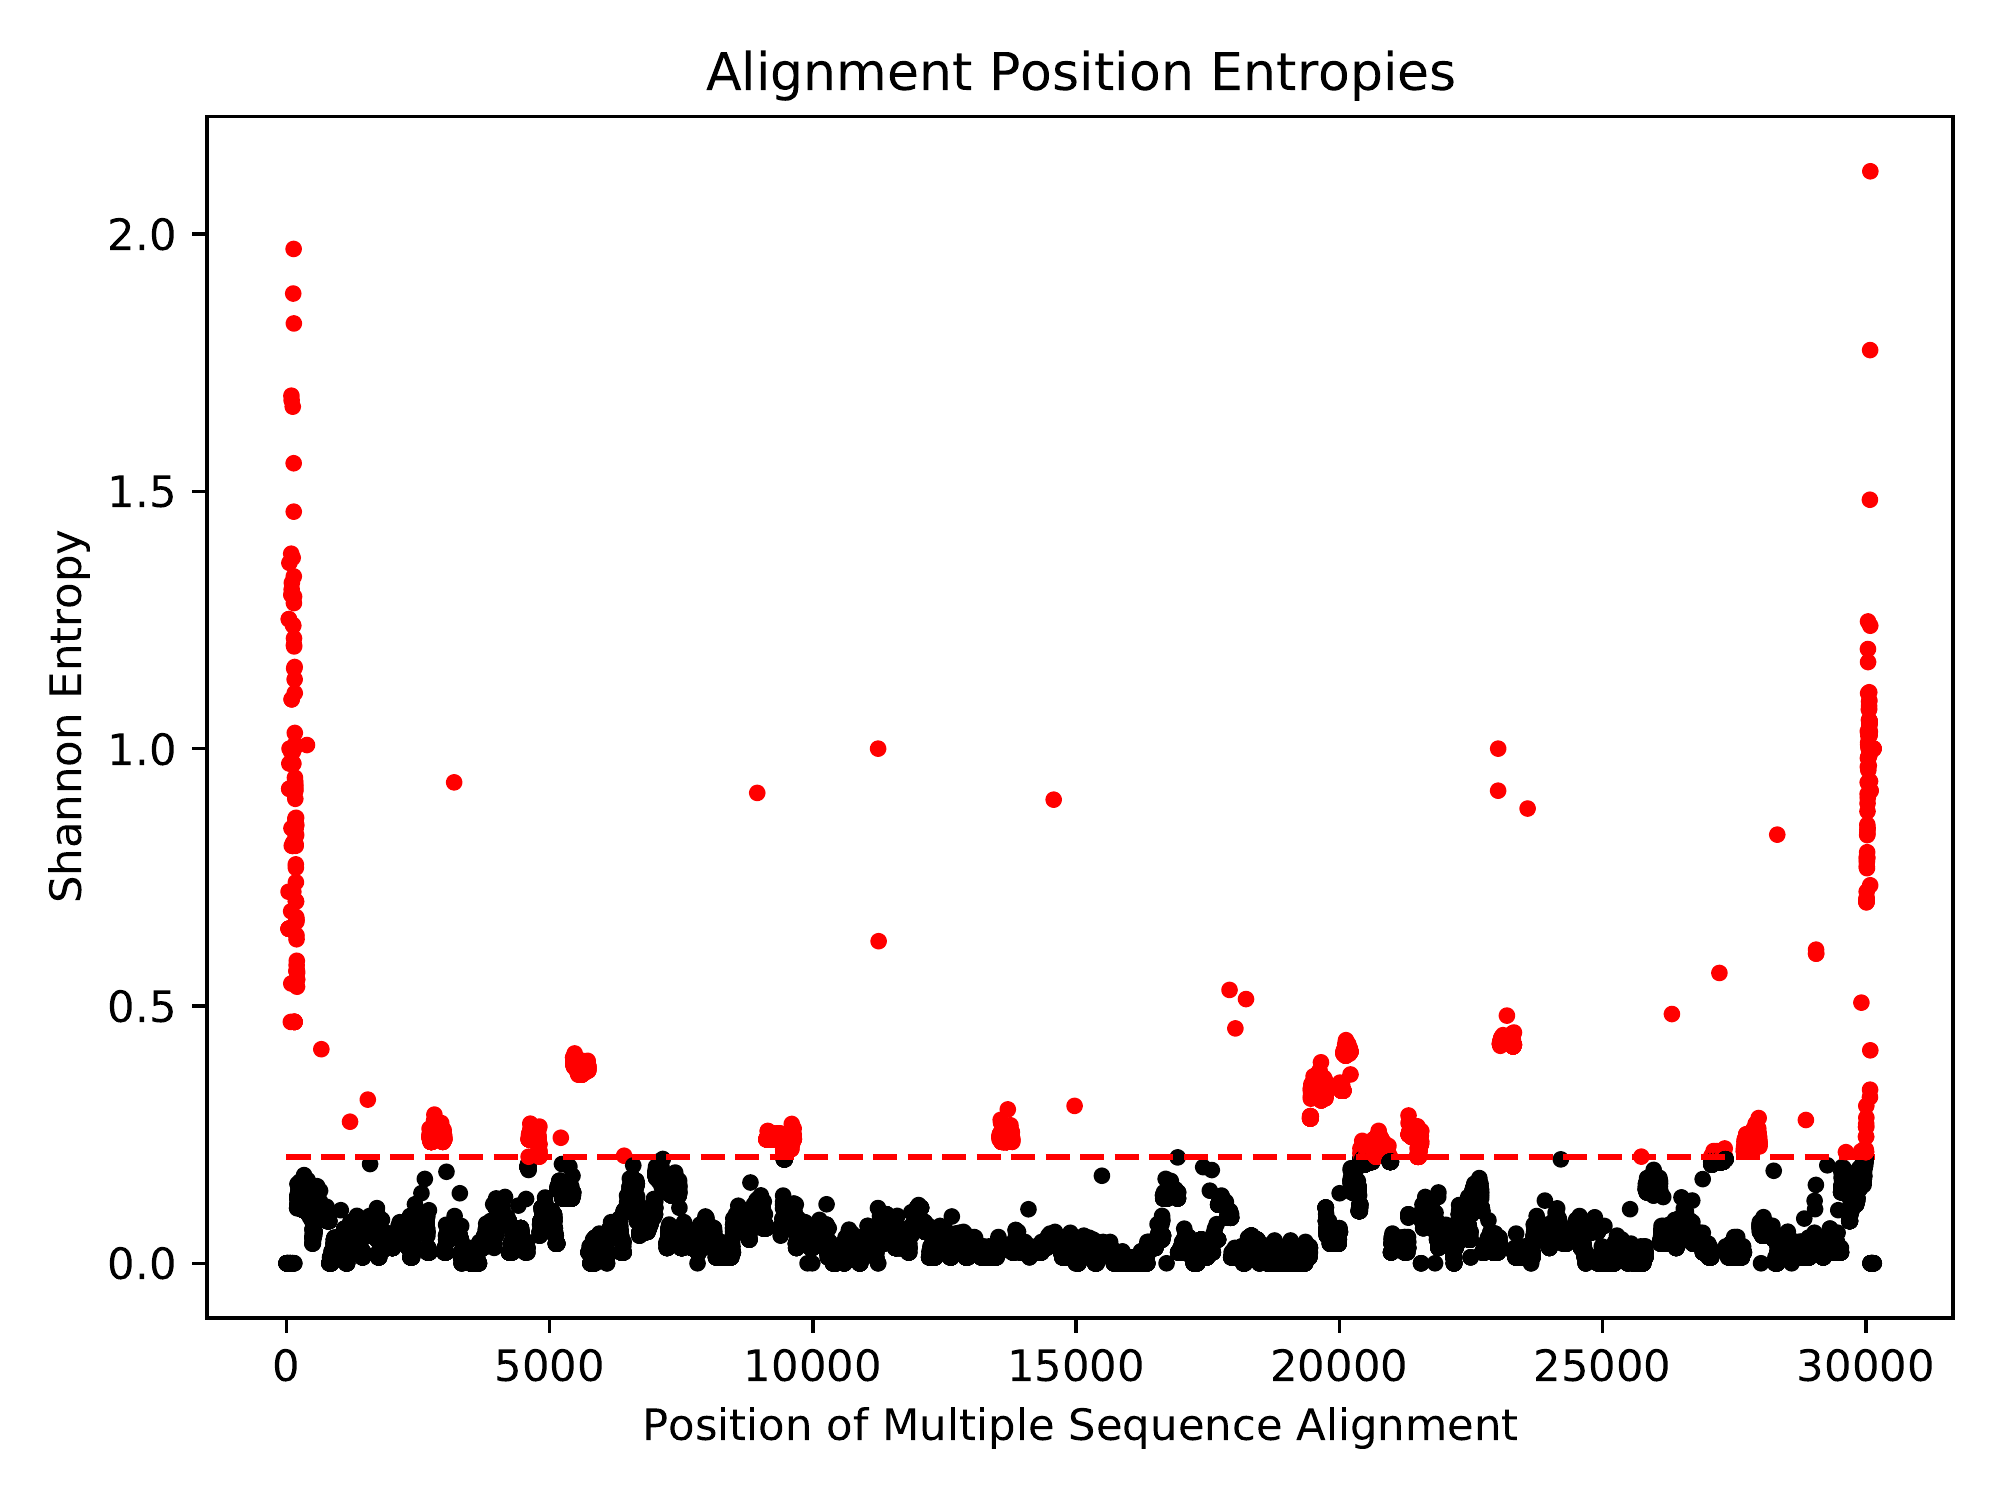 Alignment Position Entropies
2.0
1.5
1.0
0.5
0.0
Shannon Entropy
0 5000 10000 15000 20000 25000 30000
Position of Multiple Sequence Alignment